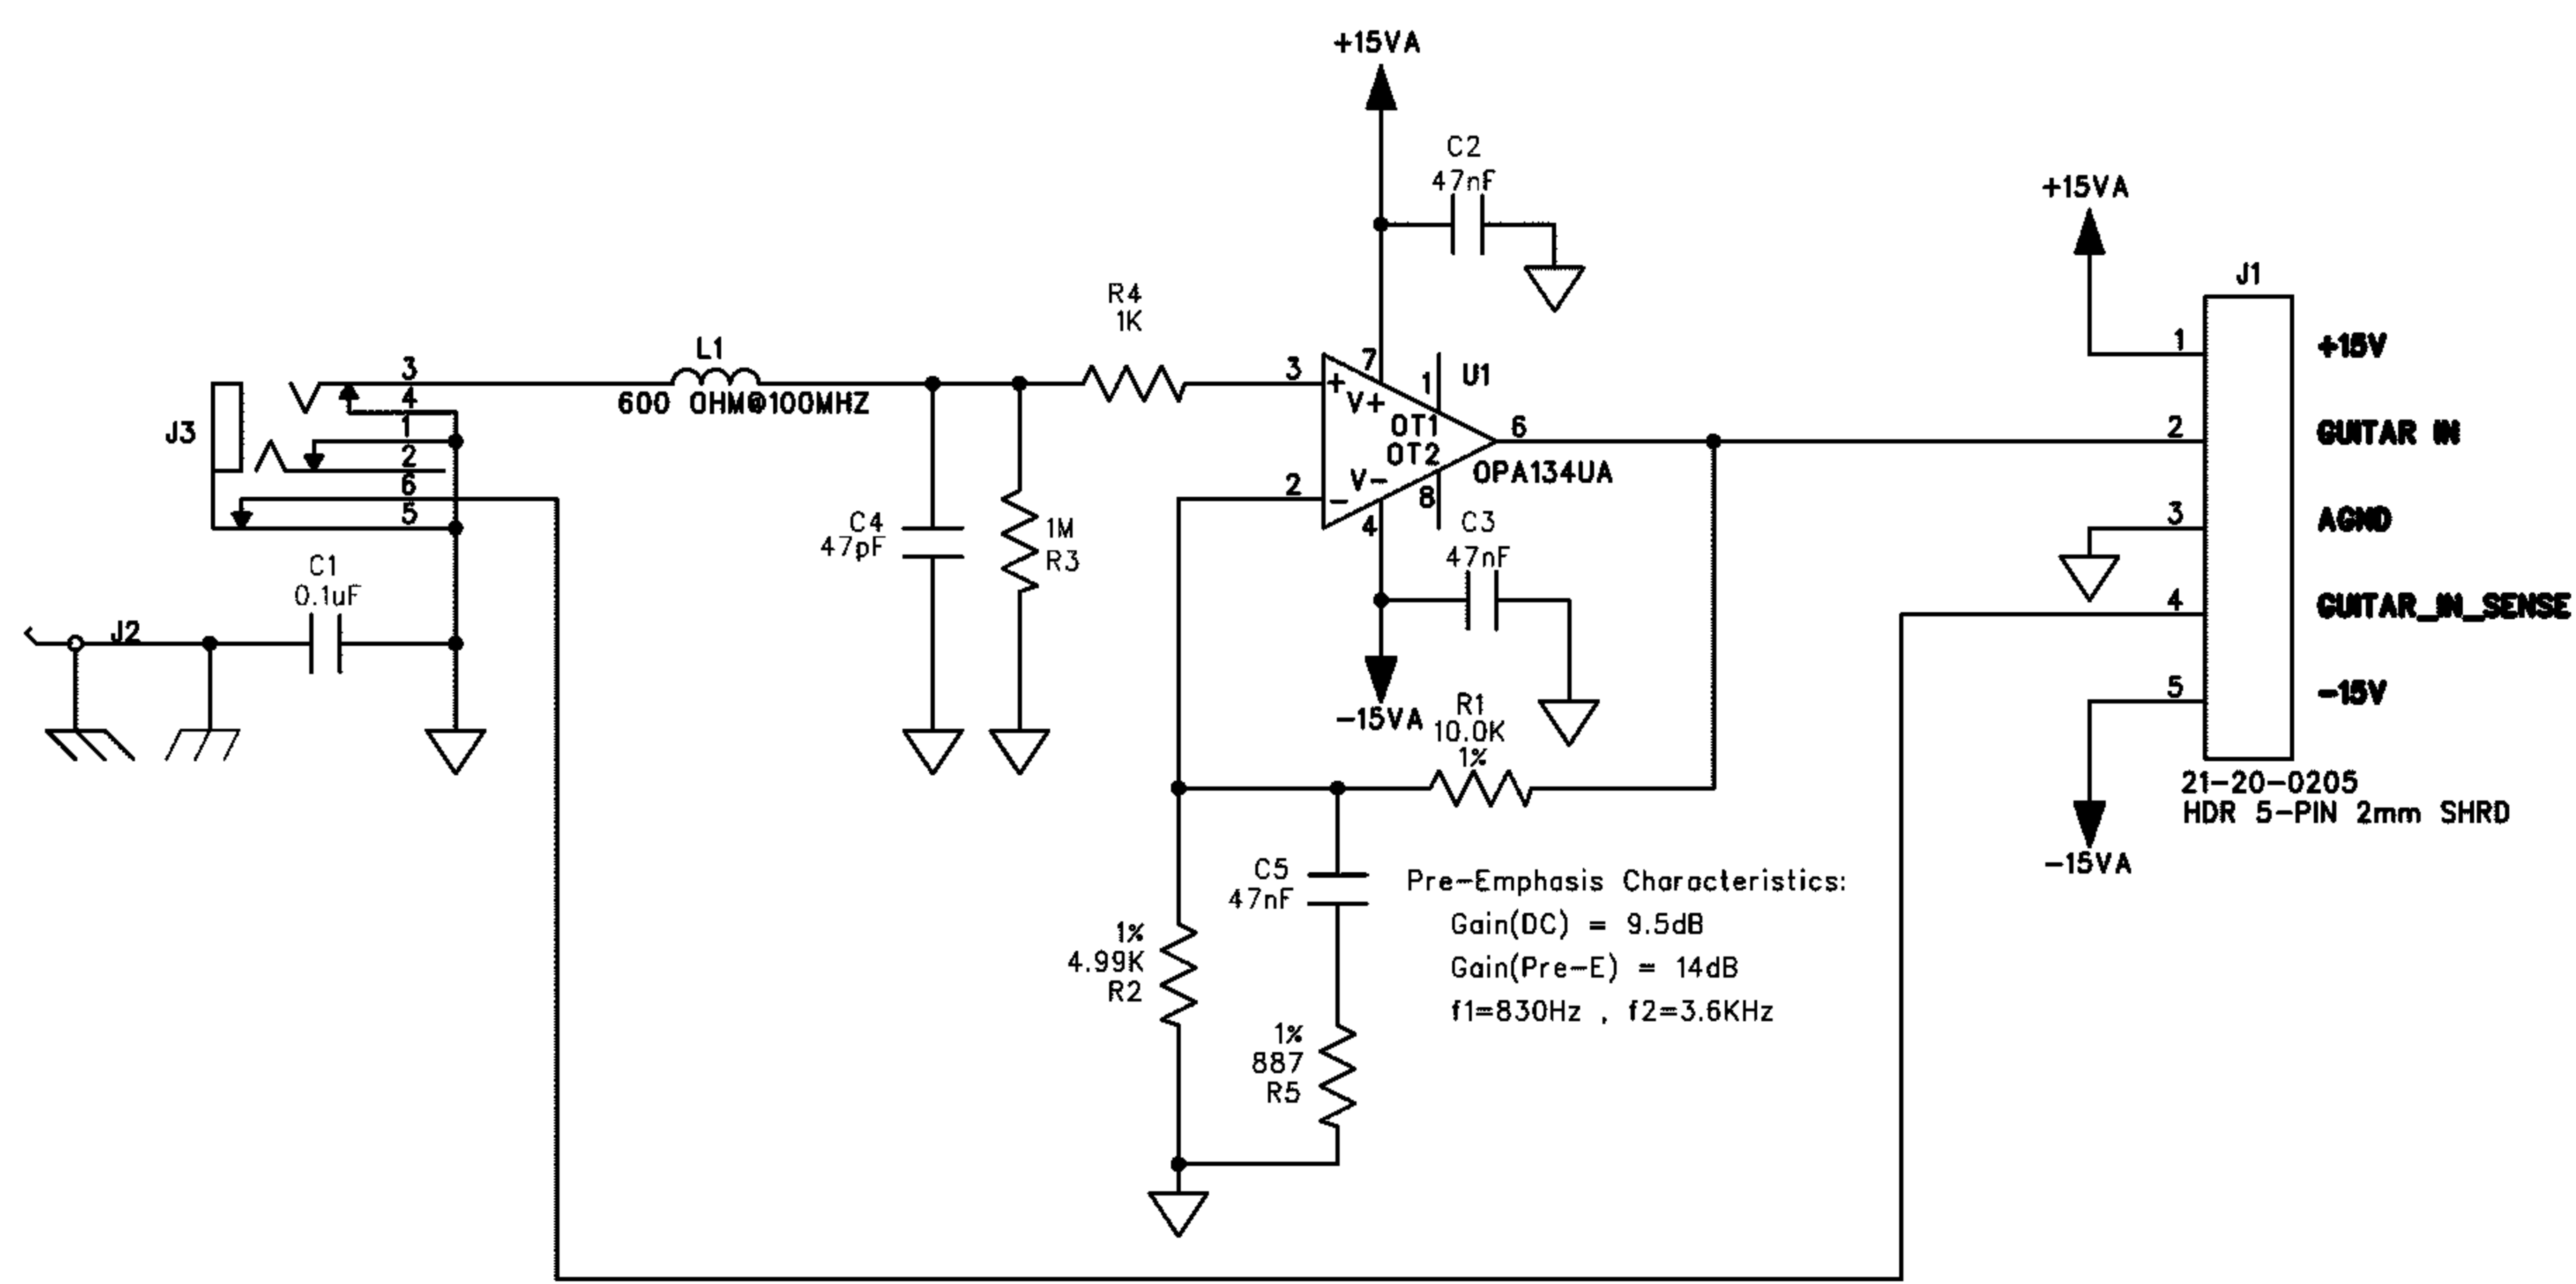 +15VA
C2
47nF
+15VA
J1
R4
1K
L1
600 OHM@100MHZ
J3
3
4
1
2
6
5
3
+
7
V+
1
U1
OT1
OT2
6
OPA134UA
2
-
V-
4
8
C3
47nF
-15VA
C4
47pF
1M
R3
C1
0.1uF
J2
R1
10.0K
1%
1
+15V
2
GUITAR IN
3
AGND
4
GUITAR_IN_SENSE
5
-15V
21-20-0205
HDR 5-PIN 2mm SHRD
-15VA
C5
47nF
1%
4.99K
R2
1%
887
R5
Pre-Emphasis Characteristics:
Gain(DC) = 9.5dB
Gain(Pre-E) = 14dB
f1=830Hz , f2=3.6KHz